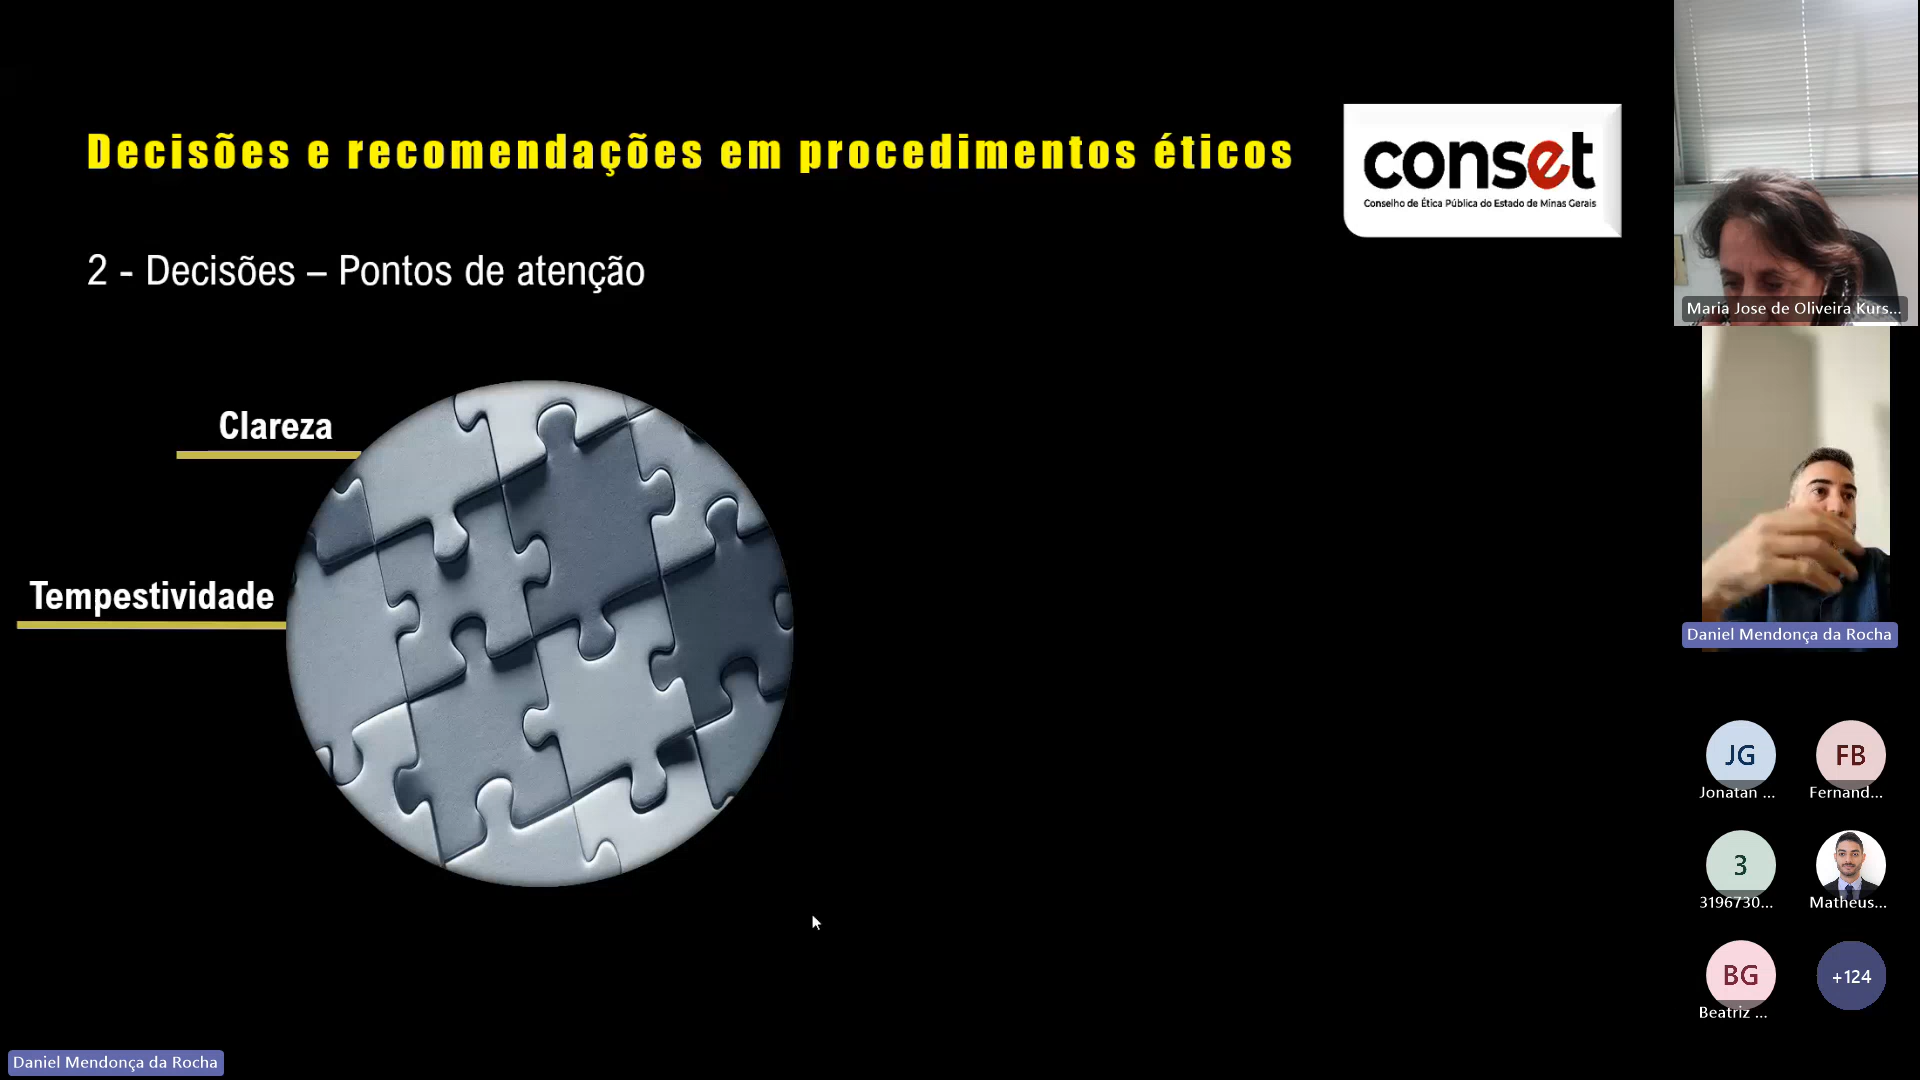 Decisões e recomendações em procedimentos éticos
conset
Conselho de Ética Pública do Estado de Minas Gerais
2 - Decisões – Pontos de atenção
Clareza
Tempestividade
Maria Jose de Oliveira Kurs...
Daniel Mendonça da Rocha
JG
Jonatan ...
FB
Fernand...
3
3196730...
Matheus...
BG
Beatriz ...
+124
Daniel Mendonça da Rocha